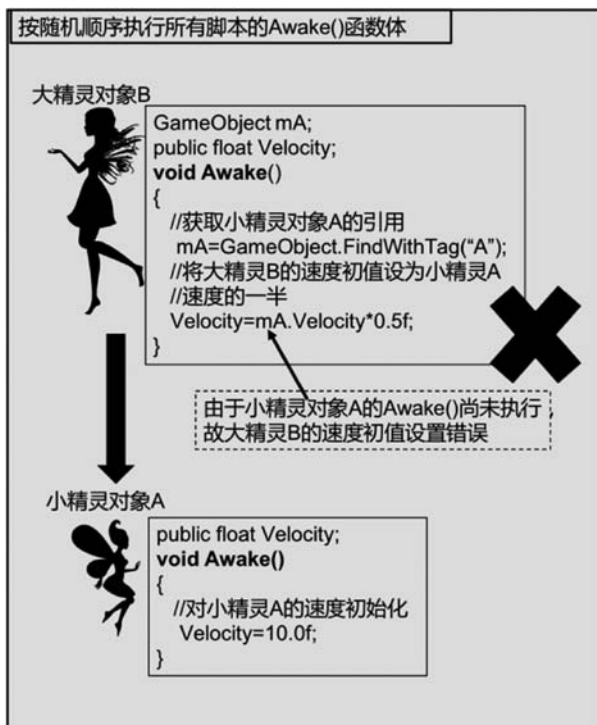 按随机顺序执行所有脚本的Awake()函数体
大精灵对象B
GameObject mA;
public float Velocity;
void Awake()
{
//获取小精灵对象A的引用
mA=GameObject.FindWithTag(“A”);
//将大精灵B的速度初值设为小精灵A
//速度的一半
Velocity=mA.Velocity*0.5f;
}
由于小精灵对象A的Awake()尚未执行,
故大精灵B的速度初值设置错误
小精灵对象A
public float Velocity;
void Awake()
{
//对小精灵A的速度初始化
Velocity=10.0f;
}